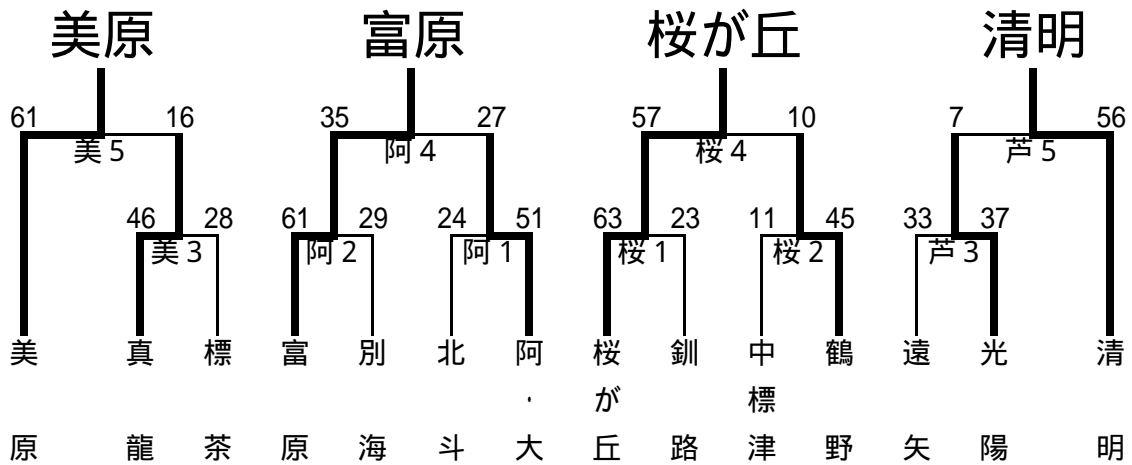 美原 富原 桜が丘 清明
61 16 35 27 57 10 7 56
美5 阿4 桜4 芦5
46 28 61 29 24 51 63 23 11 45 33 37
美3 阿2 阿1 桜1 桜2 芦3
美原
真龍
標茶
富原
別海
北斗
阿・大
桜が丘
釧路
中標津
鶴野
遠矢
光陽
清明